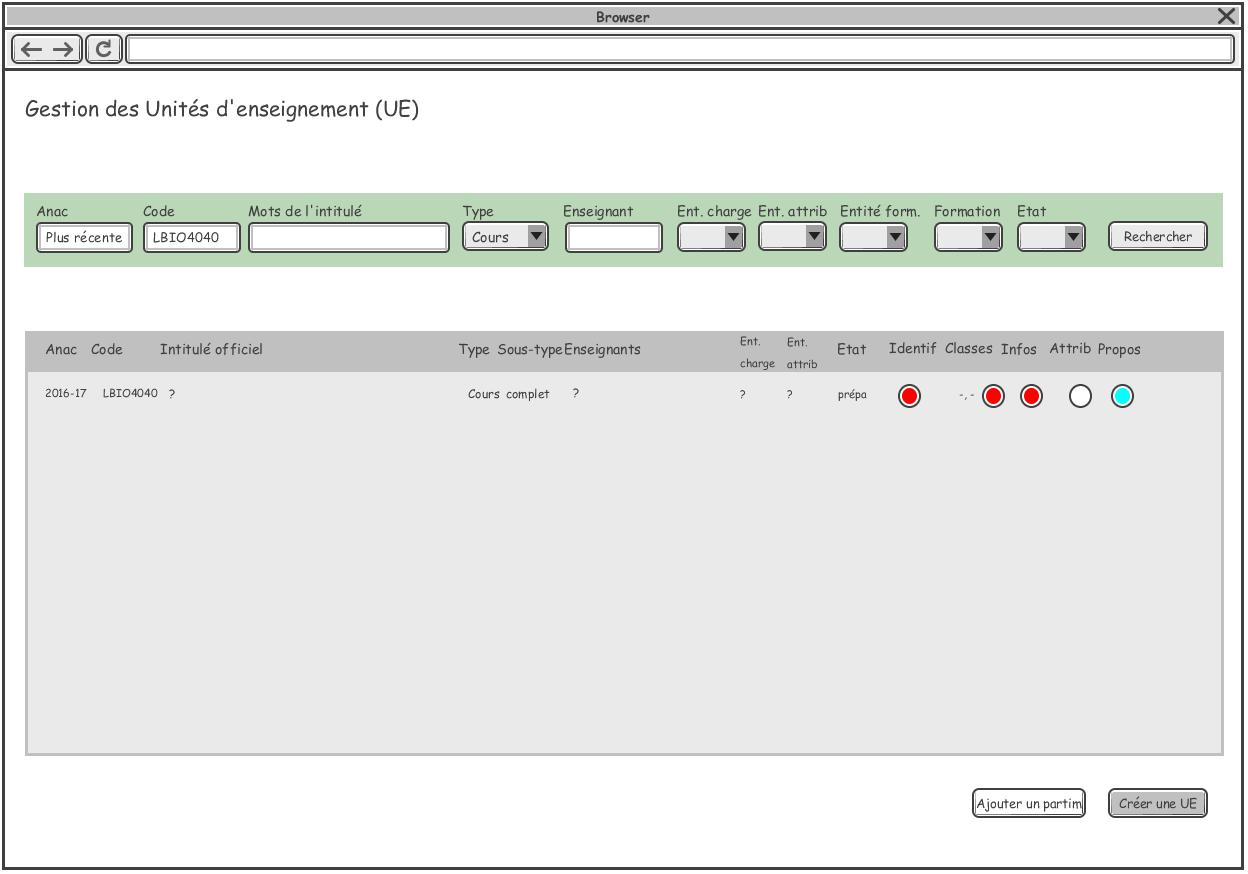 Browser
Gestion des Unités d'enseignement (UE)
Anac Code Mots de l'intitulé Type Enseignant Ent. charge Ent. attrib Entité form. Formation Etat
Plus récente LBIO4040 Cours Rechercher
Anac Code Intitulé officiel Type Sous-type Enseignants Ent. charge Ent. attrib Etat Identif Classes Infos Attrib Propos
2016-17 LBIO4040 ? Cours complet ? ? ? prépa -,-
Ajouter un partim Créer une UE